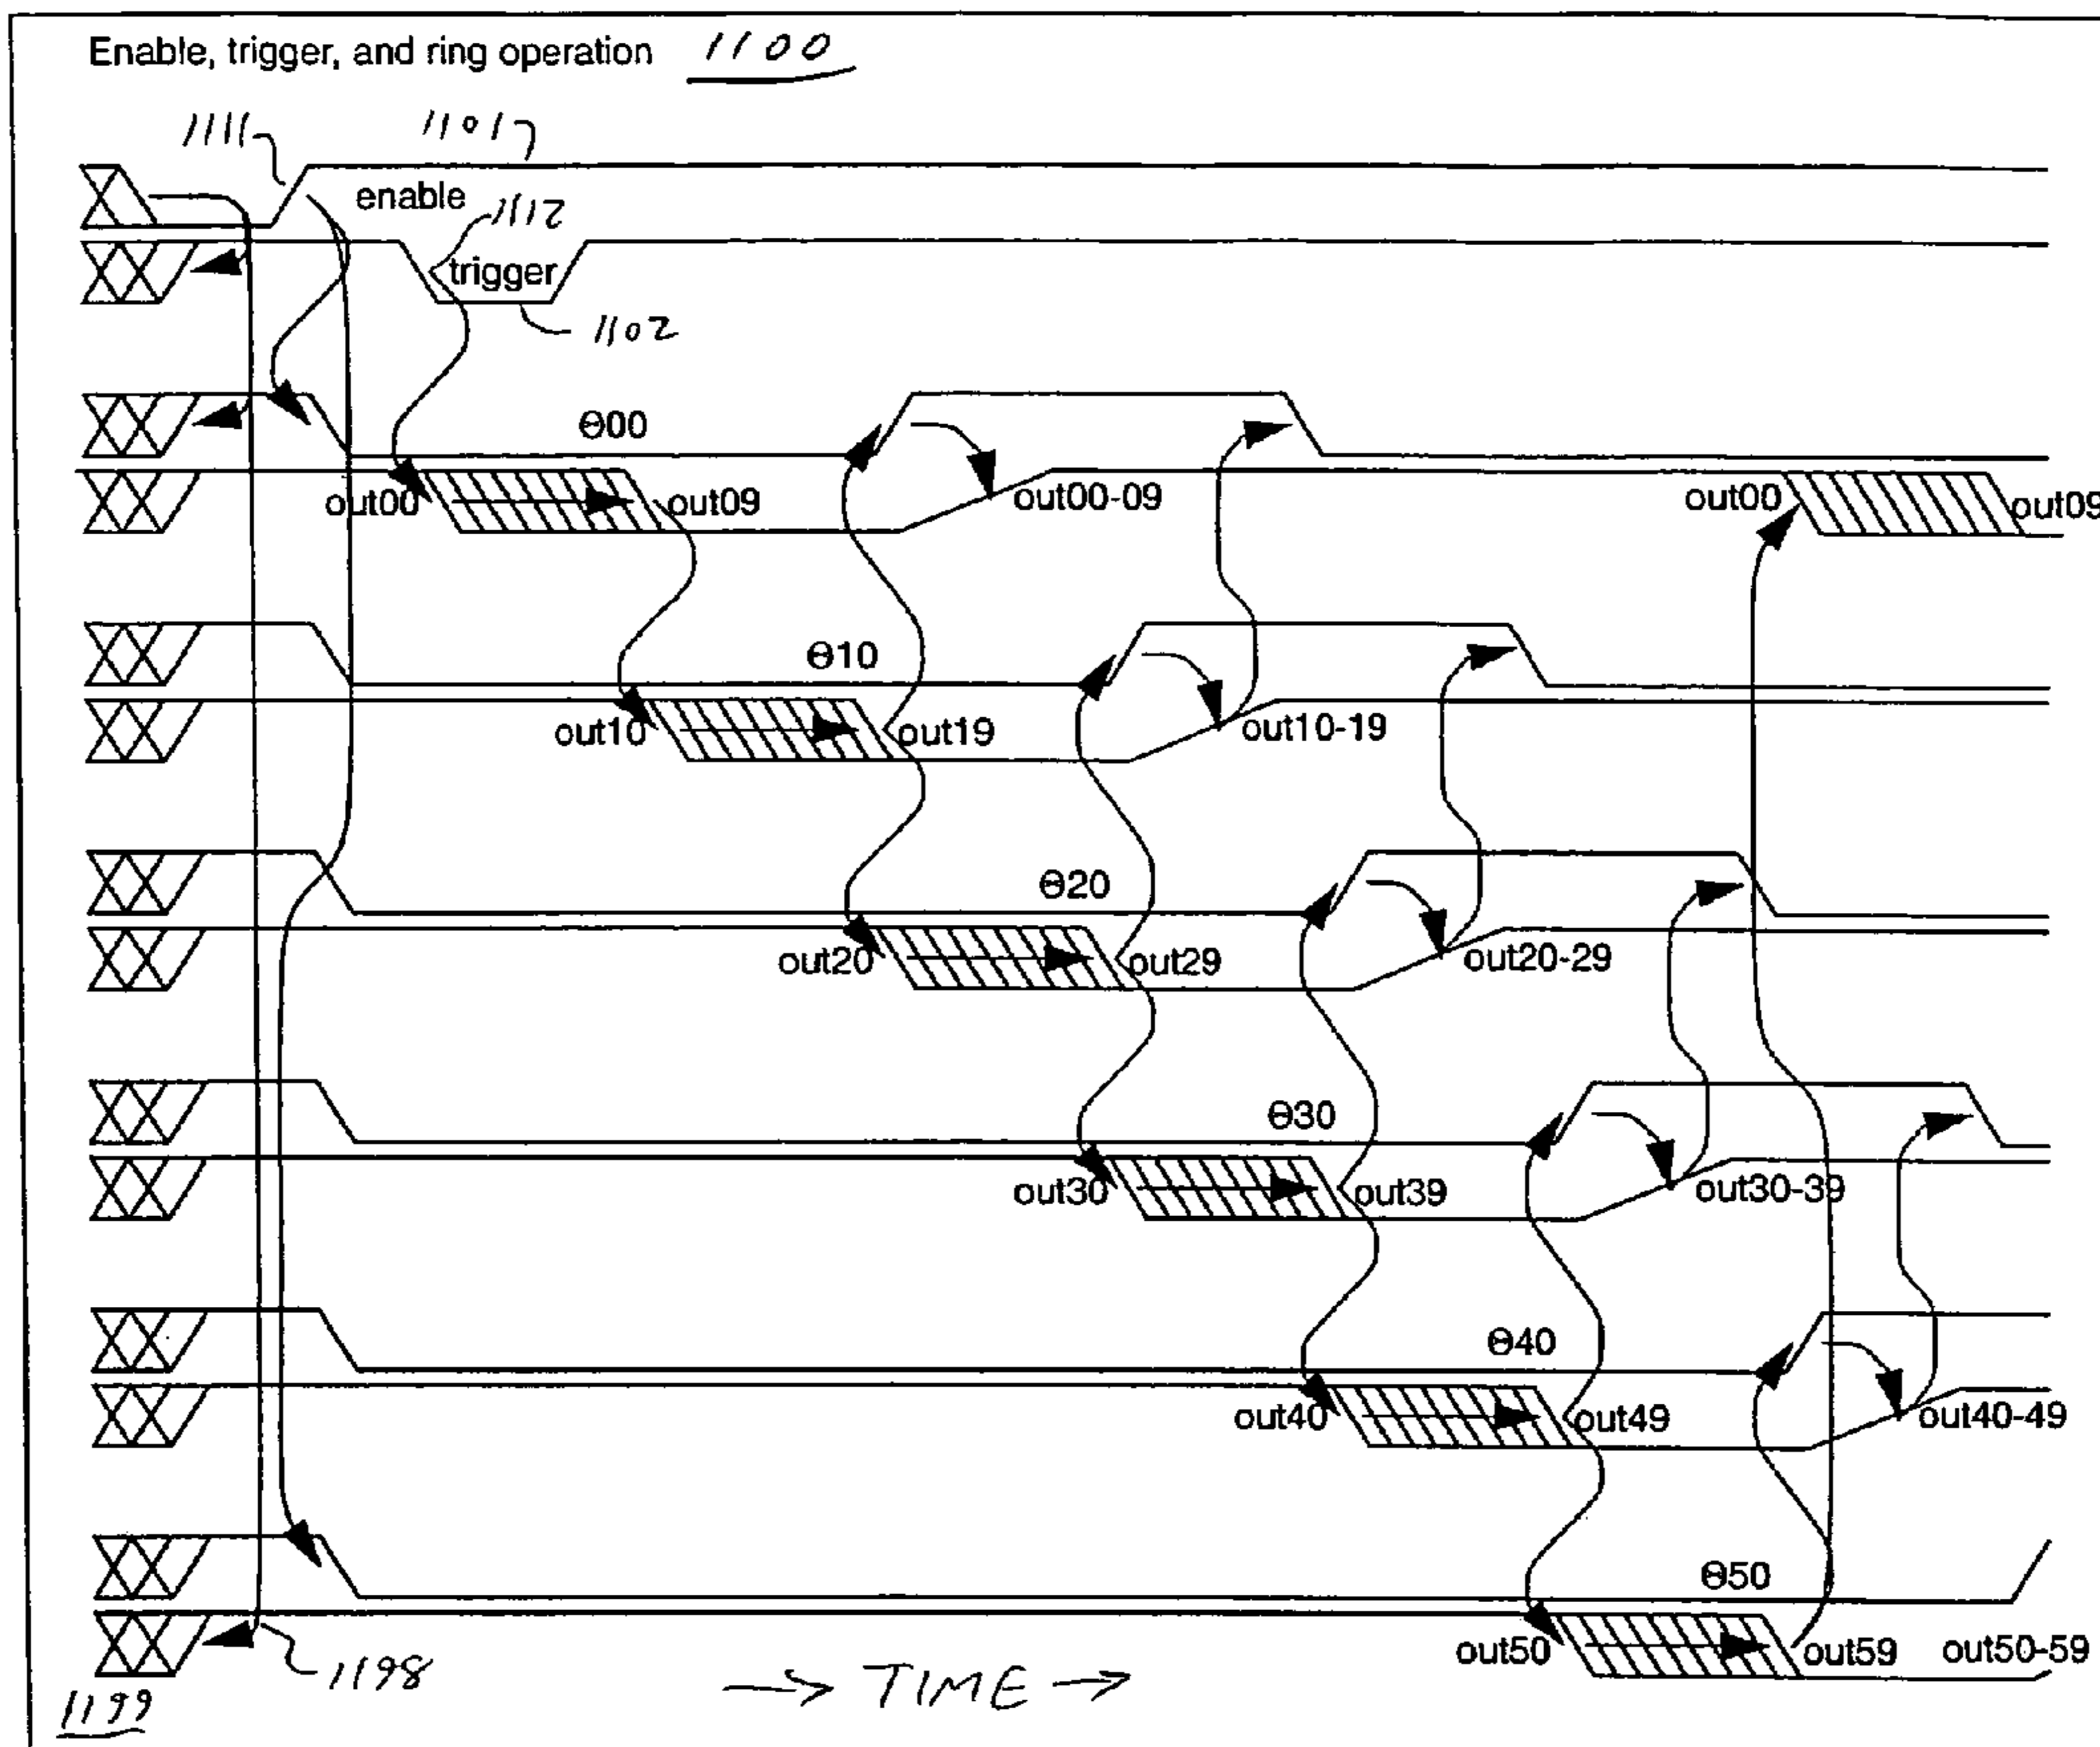 Enable, trigger, and ring operation 1100
1111 1101
enable
1112
trigger
1102
Θ00
out00 out09 out00-09 out00 out09
Θ10
out10 out19 out10-19
Θ20
out20 out29 out20-29
Θ30
out30 out39 out30-39
Θ40
out40 out49 out40-49
Θ50
out50 out59 out50-59
1198 → TIME →
1199